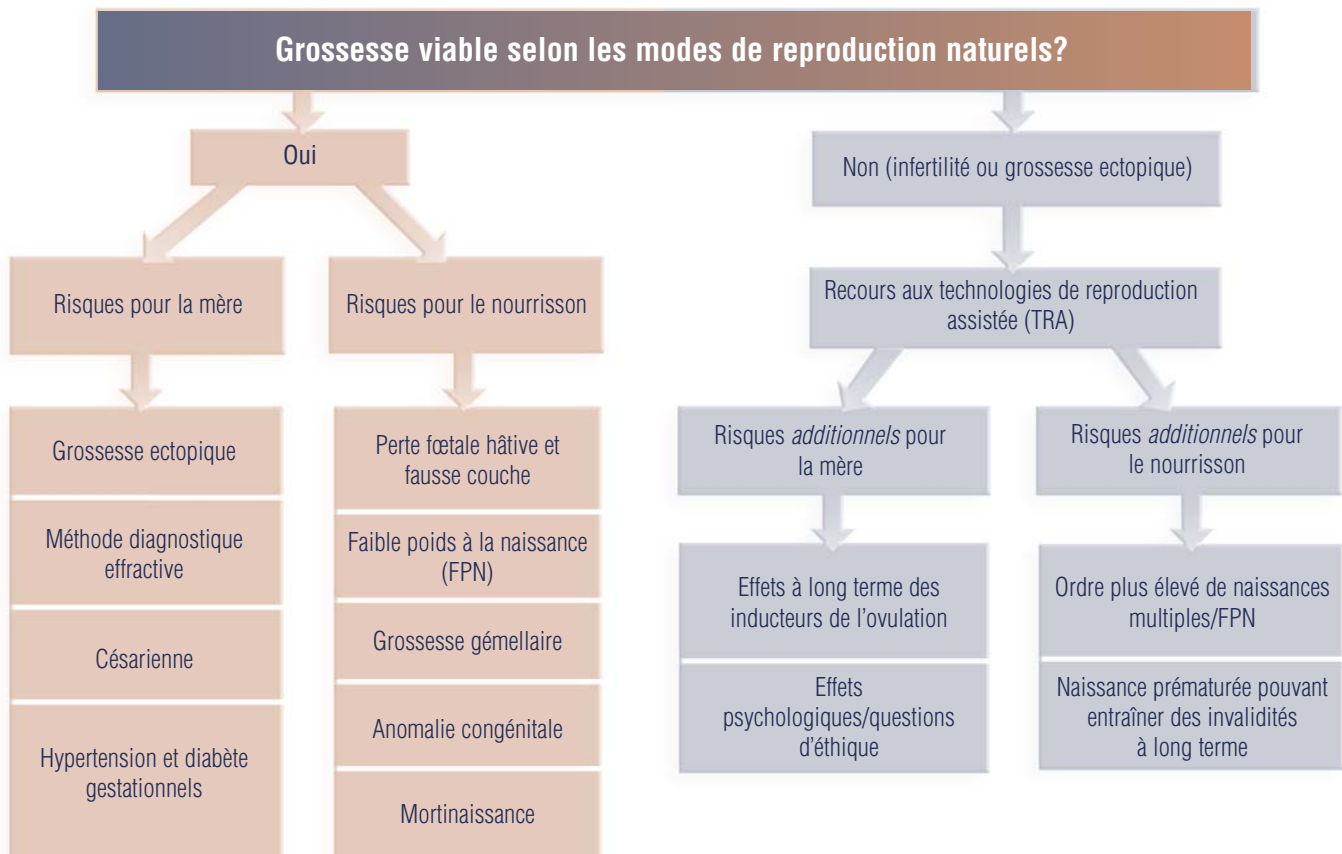 Grossesse viable selon les modes de reproduction naturels?
Oui
Non (infertilité ou grossesse ectopique)
Risques pour la mère
Risques pour le nourrisson
Recours aux technologies de reproduction
assistée (TRA)
Grossesse ectopique
Méthode diagnostique
effractive
Césarienne
Hypertension et diabète
gestationnels
Perte fœtale hâtive et
fausse couche
Faible poids à la naissance
(FPN)
Grossesse gémellaire
Anomalie congénitale
Mortinaissance
Risques additionnels pour
la mère
Risques additionnels pour
le nourrisson
Effets à long terme des
inducteurs de l’ovulation
Effets
psychologiques/questions
d’éthique
Ordre plus élevé de naissances
multiples/FPN
Naissance prématurée pouvant
entraîner des invalidités
à long terme